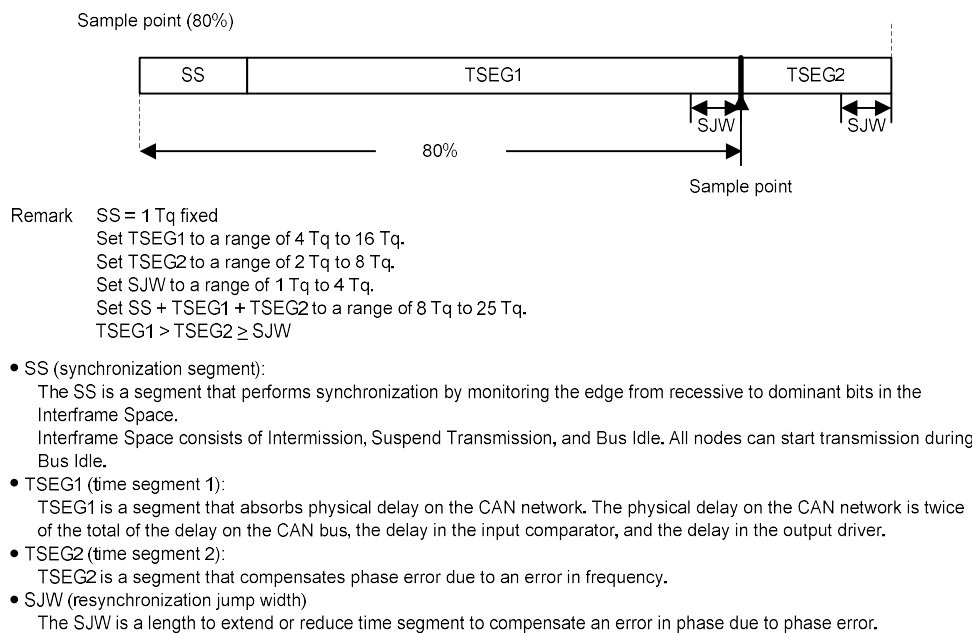 Sample point (80%)
SS TSEG1 TSEG2
SJW SJW
80%
Sample point
Remark SS = 1 Tq fixed
Set TSEG1 to a range of 4 Tq to 16 Tq.
Set TSEG2 to a range of 2 Tq to 8 Tq.
Set SJW to a range of 1 Tq to 4 Tq.
Set SS + TSEG1 + TSEG2 to a range of 8 Tq to 25 Tq.
TSEG1 > TSEG2 ≥ SJW
● SS (synchronization segment):
The SS is a segment that performs synchronization by monitoring the edge from recessive to dominant bits in the
Interframe Space.
Interframe Space consists of Intermission, Suspend Transmission, and Bus Idle. All nodes can start transmission during
Bus Idle.
● TSEG1 (time segment 1):
TSEG1 is a segment that absorbs physical delay on the CAN network. The physical delay on the CAN network is twice
of the total of the delay on the CAN bus, the delay in the input comparator, and the delay in the output driver.
● TSEG2 (time segment 2):
TSEG2 is a segment that compensates phase error due to an error in frequency.
● SJW (resynchronization jump width)
The SJW is a length to extend or reduce time segment to compensate an error in phase due to phase error.